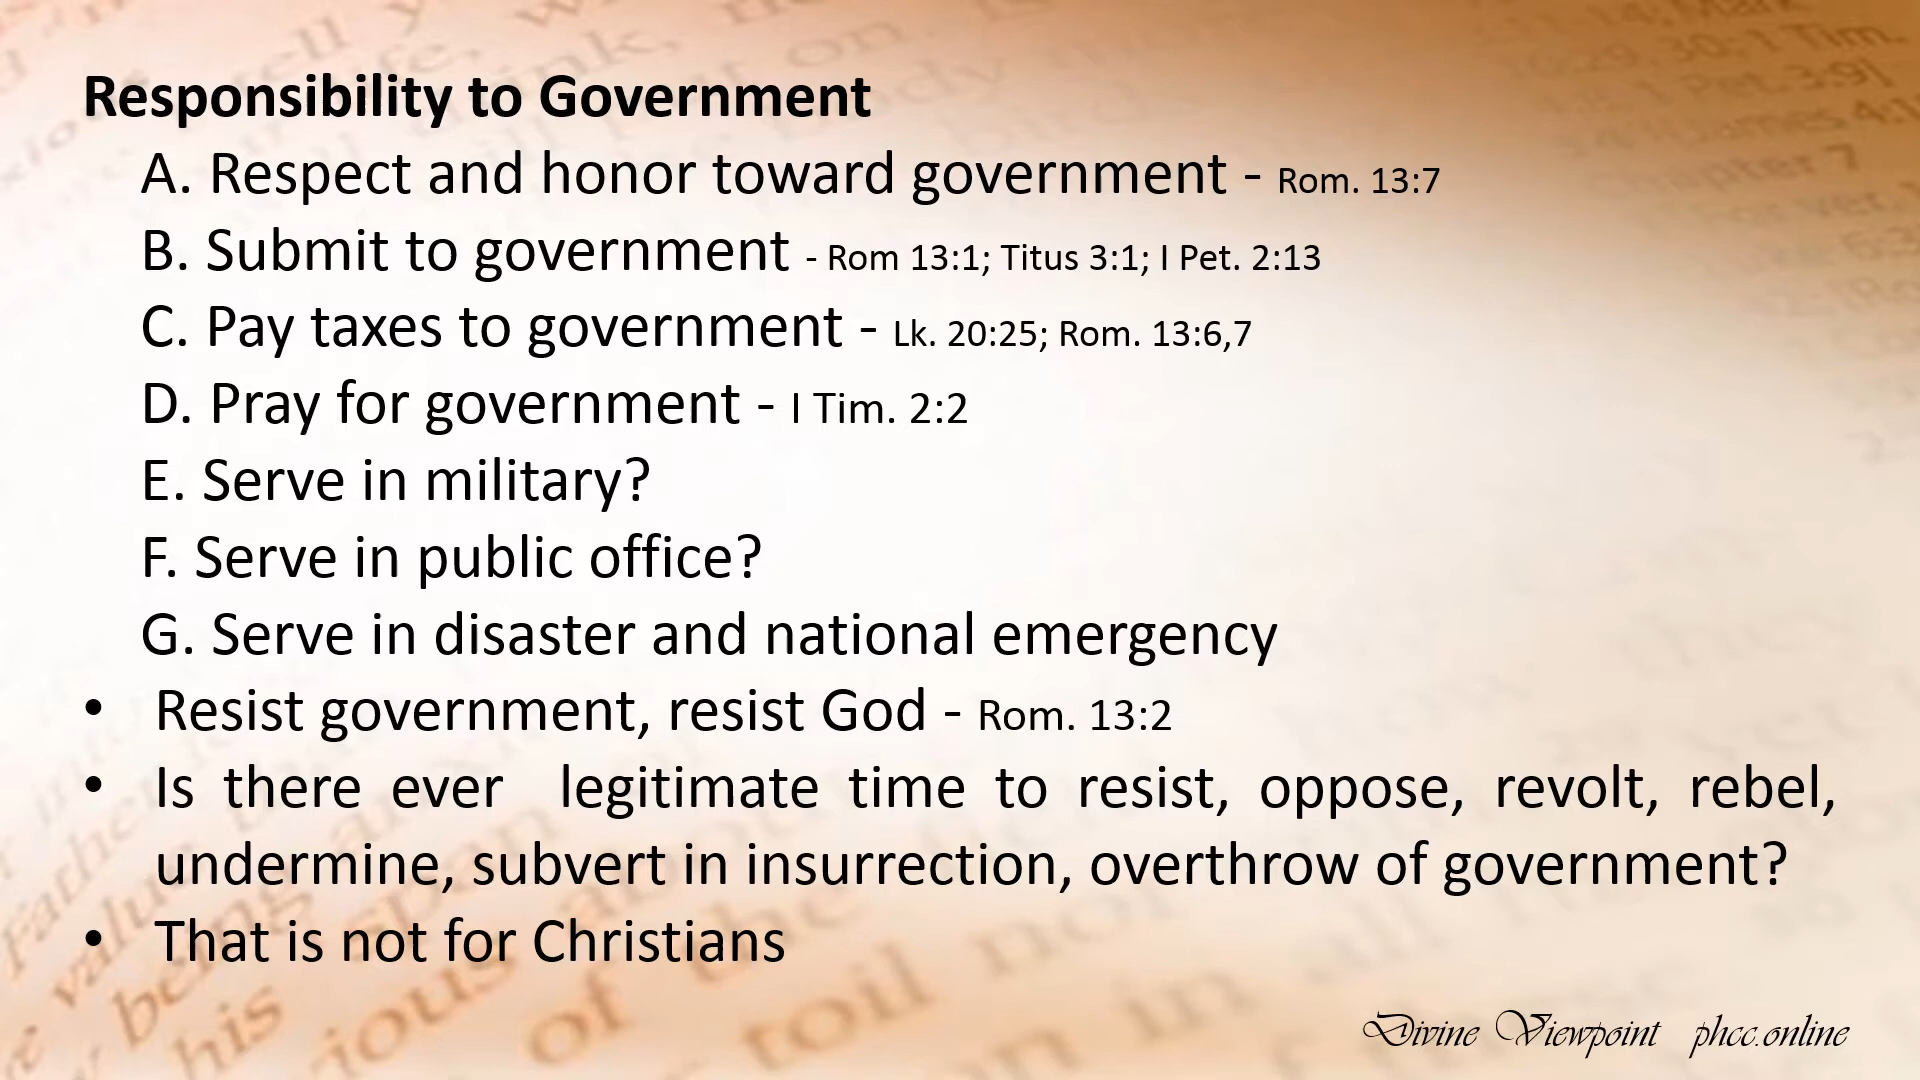 Responsibility to Government
A. Respect and honor toward government - Rom. 13:7
B. Submit to government - Rom 13:1; Titus 3:1; I Pet. 2:13
C. Pay taxes to government - Lk. 20:25; Rom. 13:6,7
D. Pray for government - I Tim. 2:2
E. Serve in military?
F. Serve in public office?
G. Serve in disaster and national emergency
• Resist government, resist God - Rom. 13:2
• Is there ever legitimate time to resist, oppose, revolt, rebel,
undermine, subvert in insurrection, overthrow of government?
• That is not for Christians
Divine Viewpoint phcc.online